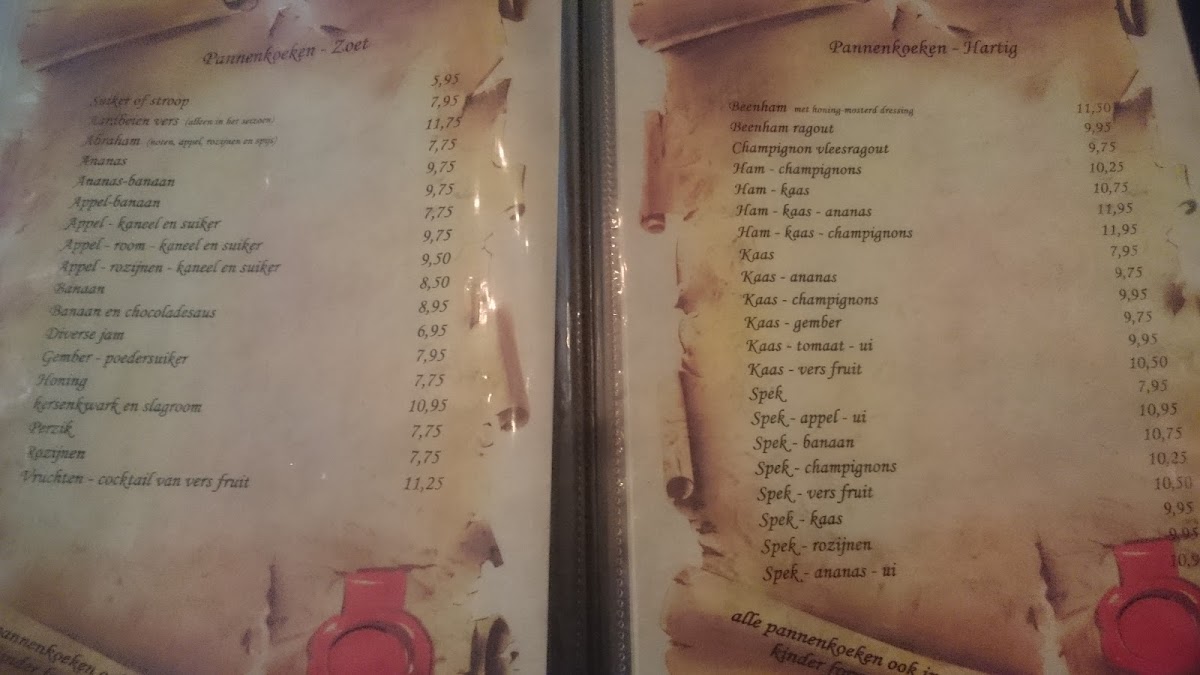 Pannenkoeken - Zoet
Suiker of stroop 5,95
Aardbeien vers (alleen in het seizoen) 7,95
Abraham (noten, appel, rozijnen en spijs) 11,75
Ananas 7,75
Ananas-banaan 9,75
Appel-banaan 9,75
Appel - kaneel en suiker 7,75
Appel - room - kaneel en suiker 9,75
Appel - rozijnen - kaneel en suiker 9,50
Banaan 8,50
Banaan en chocoladesaus 8,95
Diverse jam 6,95
Gember - poedersuiker 7,95
Honing 7,75
kersenkwark en slagroom 10,95
Perzik 7,75
Rozijnen 7,75
Vruchten - cocktail van vers fruit 11,25
pannenkoeken
kinder
Pannenkoeken - Hartig
Beenham met honing-mosterd dressing 11,50
Beenham ragout 9,95
Champignon vleesragout 9,75
Ham - champignons 10,25
Ham - kaas 10,75
Ham - kaas - ananas 11,95
Ham - kaas - champignons 11,95
Kaas 7,95
Kaas - ananas 9,75
Kaas - champignons 9,95
Kaas - gember 9,75
Kaas - tomaat - ui 9,95
Kaas - vers fruit 10,50
Spek 7,95
Spek - appel - ui 10,95
Spek - banaan 10,75
Spek - champignons 10,25
Spek - vers fruit 10,50
Spek - kaas 9,95
Spek - rozijnen 9,95
Spek - ananas - ui 10,5
alle pannenkoeken ook
kinder